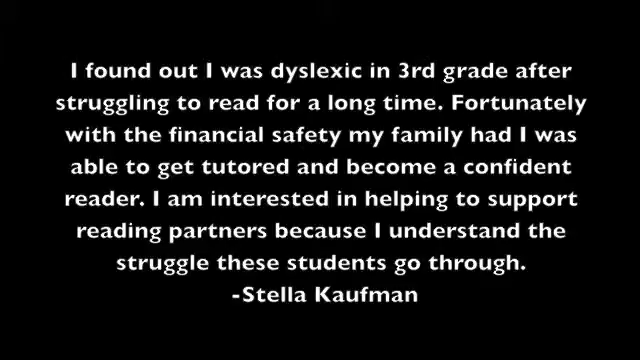 I found out I was dyslexic in 3rd grade after
struggling to read for a long time. Fortunately
with the financial safety my family had I was
able to get tutored and become a confident
reader. I am interested in helping to support
reading partners because I understand the
struggle these students go through.
-Stella Kaufman